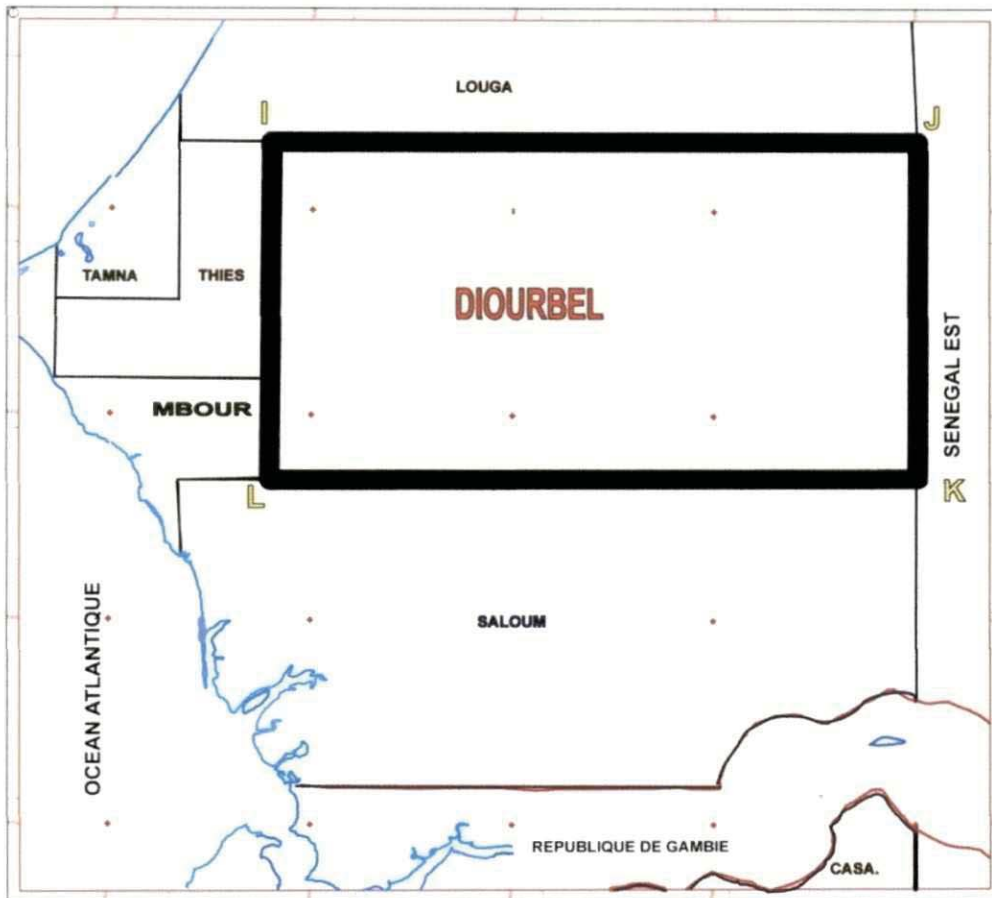 LOUGA
I
J
TAMNA
THIES
DIOURBEL
SENEGAL EST
MBOUR
L
K
OCEAN ATLANTIQUE
SALOUM
REPUBLIQUE DE GAMBIE
CASA.